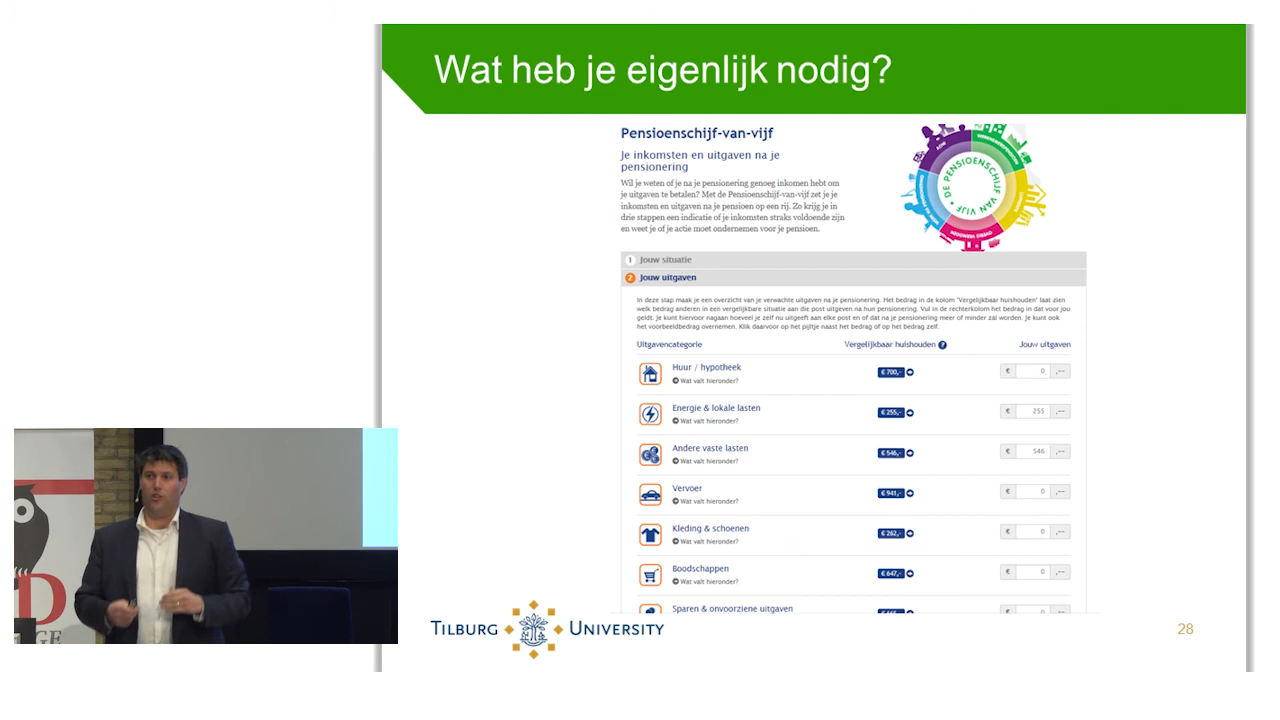 Wat heb je eigenlijk nodig?
Pensioenschijf-van-vijf
Je inkomsten en uitgaven na je
pensionering
Wil je weten of je na je pensionering genoeg inkomen hebt om
je uitgaven te betalen? Met de Pensioenschijf-van-vijf zet je je
inkomsten en uitgaven na je pensioen op een rij. Zo krijg je in
drie stappen een indicatie of je inkomsten straks voldoende zijn
en weet je of je actie moet ondernemen voor je pensioen.
AOW
DE PENSIOENSCHIJF VAN VIJF
OVERIG VERMOGEN
1 Jouw situatie
2 Jouw uitgaven
In deze stap maak je een overzicht van je verwachte uitgaven na je pensionering. Het bedrag in de kolom 'Vergelijkbaar huishouden' laat zien
welk bedrag anderen in een vergelijkbare situatie aan die post uitgeven na hun pensionering. Vul in de rechterkolom het bedrag in dat voor jou
geldt. Je kunt hiervoor nagaan hoeveel je zelf nu uitgeeft aan elke post en of dat na je pensionering meer of minder zal worden. Je kunt ook
het voorbeeldbedrag overnemen. Klik daarvoor op het pijltje naast het bedrag of op het bedrag zelf.
Uitgavencategorie Vergelijkbaar huishouden ? Jouw uitgaven
Huur / hypotheek € 700,- € 0 ,--
Wat valt hieronder?
Energie & lokale lasten € 255,- € 255 ,--
Wat valt hieronder?
Andere vaste lasten € 546,- € 546 ,--
Wat valt hieronder?
Vervoer € 941,- € 0 ,--
Wat valt hieronder?
Kleding & schoenen € 262,- € 0 ,--
Wat valt hieronder?
Boodschappen € 647,- € 0 ,--
Wat valt hieronder?
Sparen & onvoorziene uitgaven
TILBURG UNIVERSITY
28
D
GE